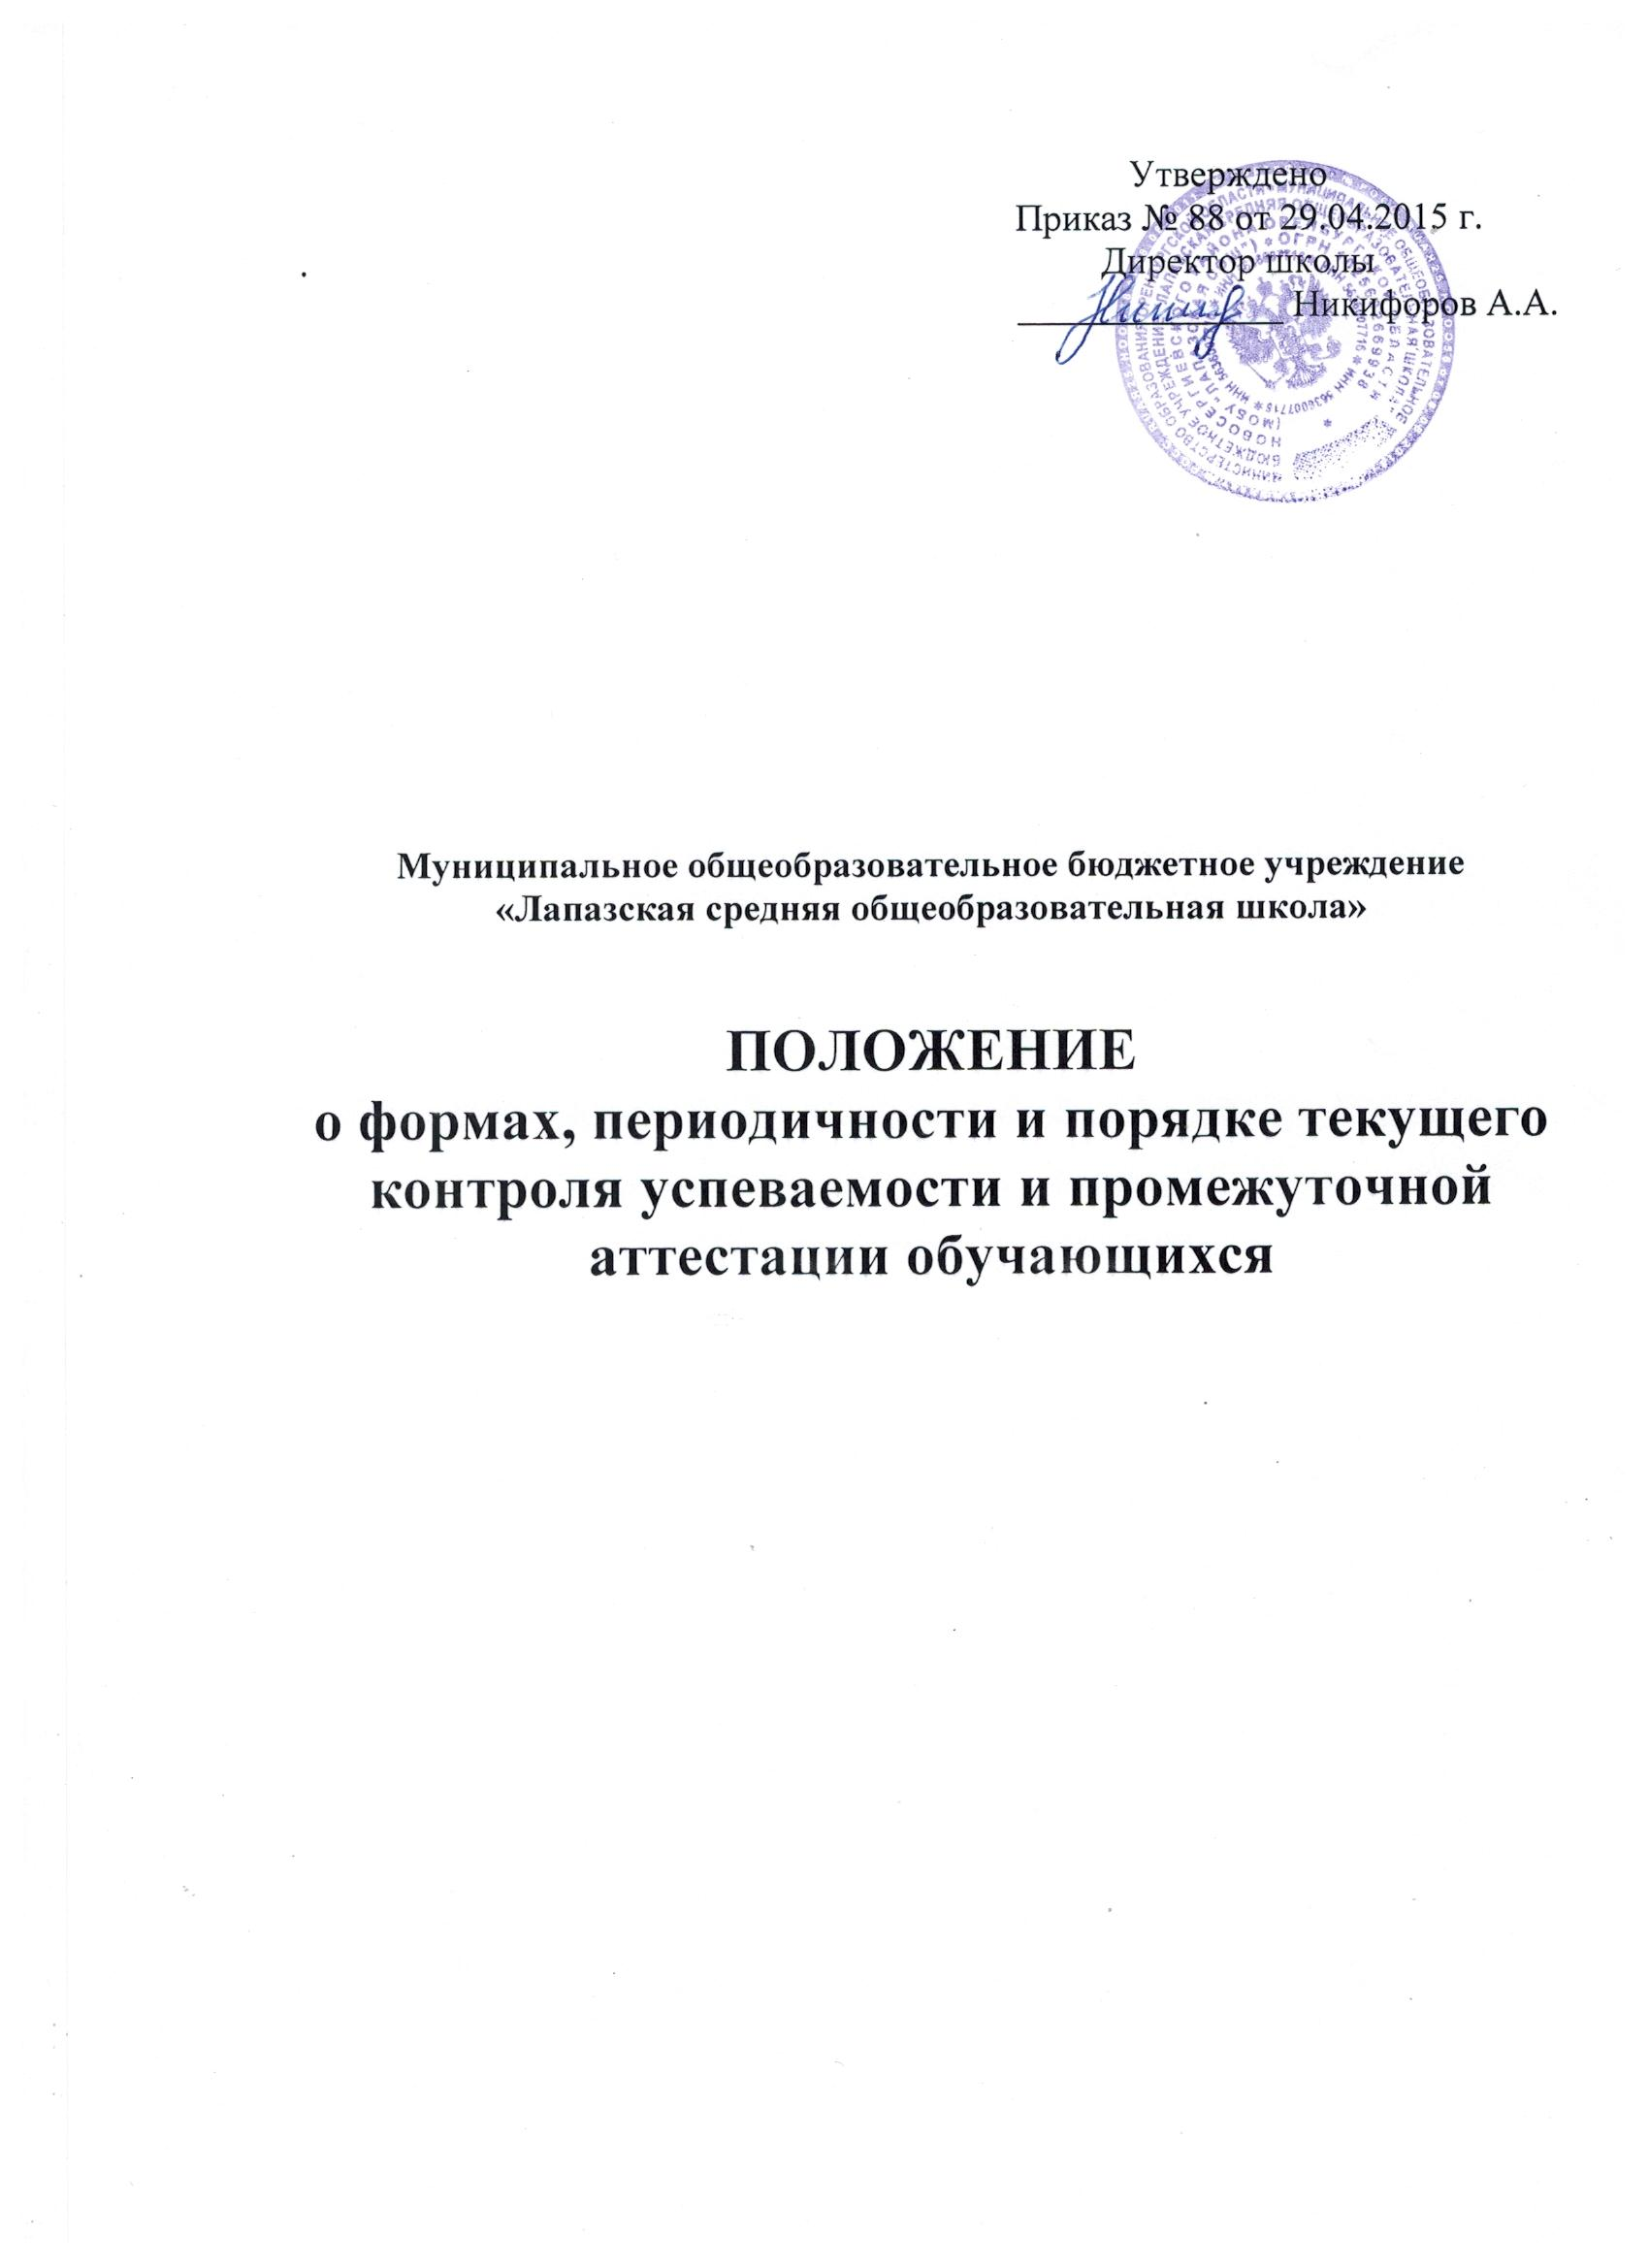 Утверждено
Приказ № 88 от 29.04.2015 г.
Директор школы
Никифоров А.А.
Муниципальное общеобразовательное бюджетное учреждение
«Лапазская средняя общеобразовательная школа»
ПОЛОЖЕНИЕ
о формах, периодичности и порядке текущего
контроля успеваемости и промежуточной
аттестации обучающихся